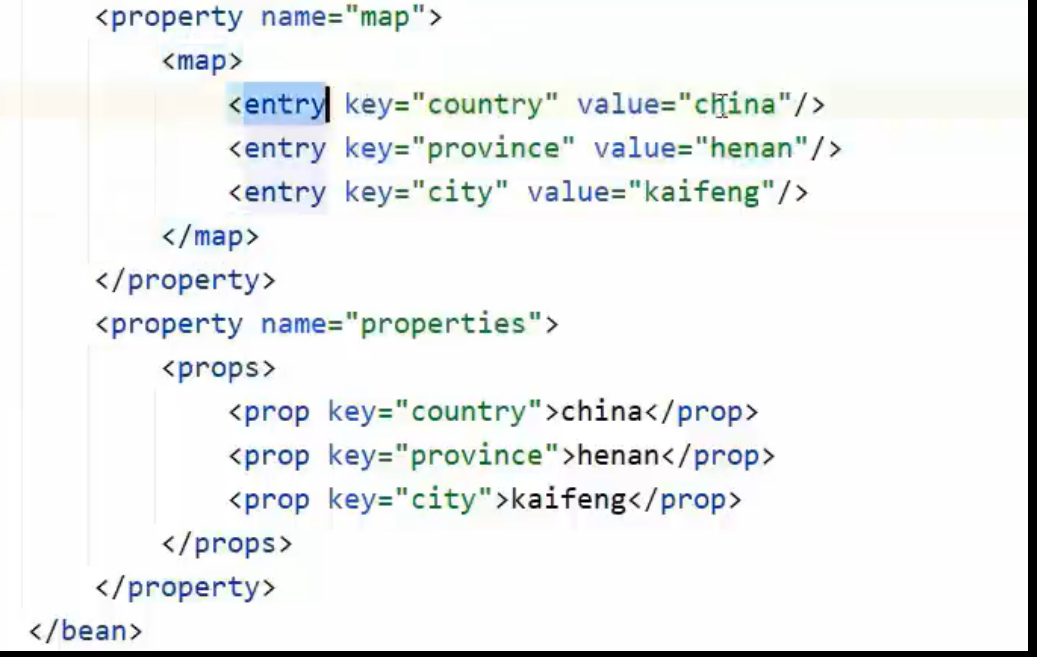 <property name="map">
<map>
<entry key="country" value="china"/>
<entry key="province" value="henan"/>
<entry key="city" value="kaifeng"/>
</map>
</property>
<property name="properties">
<props>
<prop key="country">china</prop>
<prop key="province">henan</prop>
<prop key="city">kaifeng</prop>
</props>
</property>
</bean>